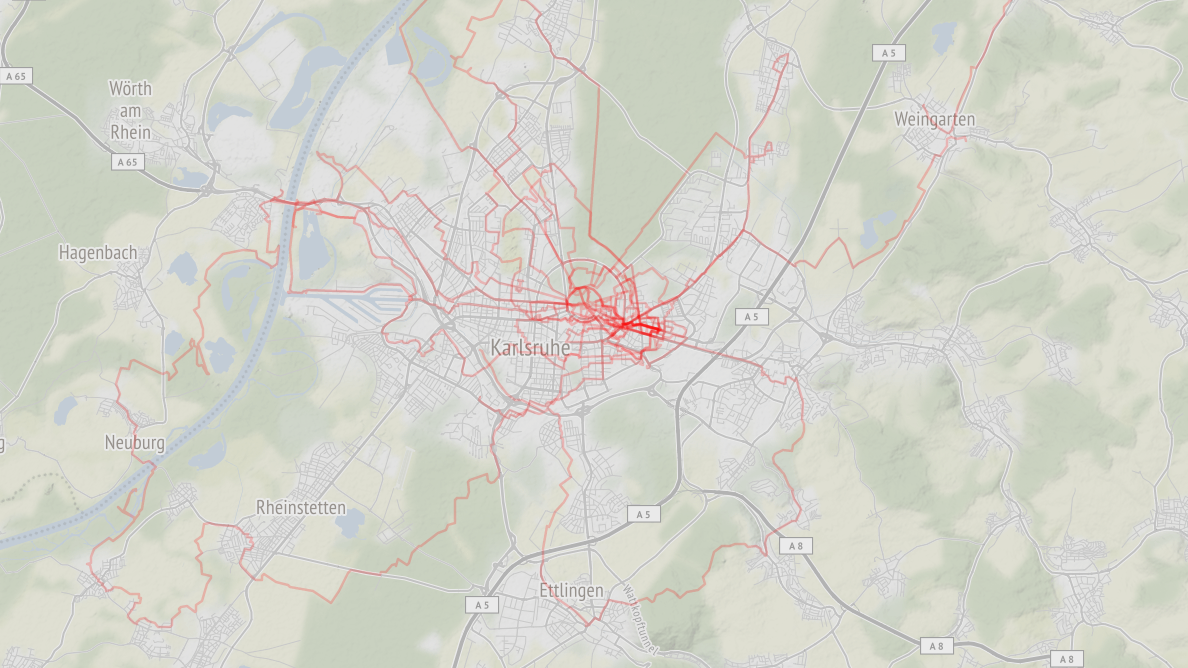 A 5
A 65
Wörth
am
Rhein
Weingarten
A 65
Hagenbach
A 5
Karlsruhe
Neuburg
Rheinstetten
A 5
A 8
Ettlingen
Wattkopftunnel
A 5
A 8
A 8
g